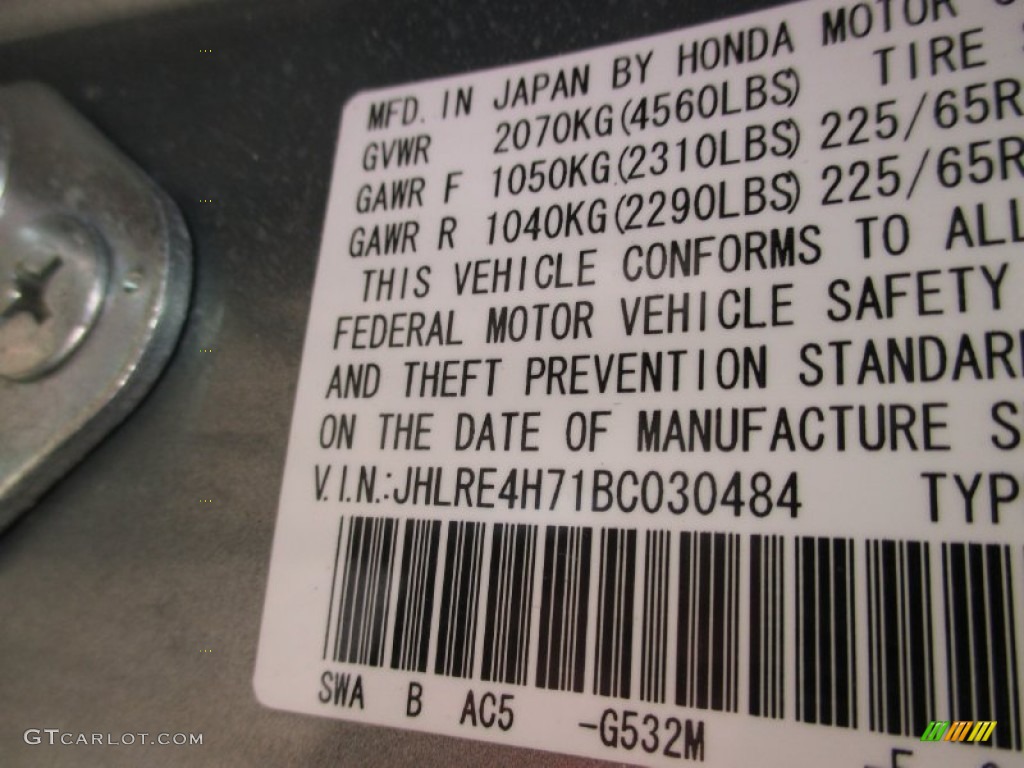 MFD. IN JAPAN BY HONDA MOTOR
GVWR 2070KG(4560LBS) TIRE
GAWR F 1050KG(2310LBS) 225/65R
GAWR R 1040KG(2290LBS) 225/65R
THIS VEHICLE CONFORMS TO ALL
FEDERAL MOTOR VEHICLE SAFETY
AND THEFT PREVENTION STANDAR
ON THE DATE OF MANUFACTURE S
V.I.N.:JHLRE4H71BC030484 TYP
SWA B AC5 -G532M
GTCARLOT.COM